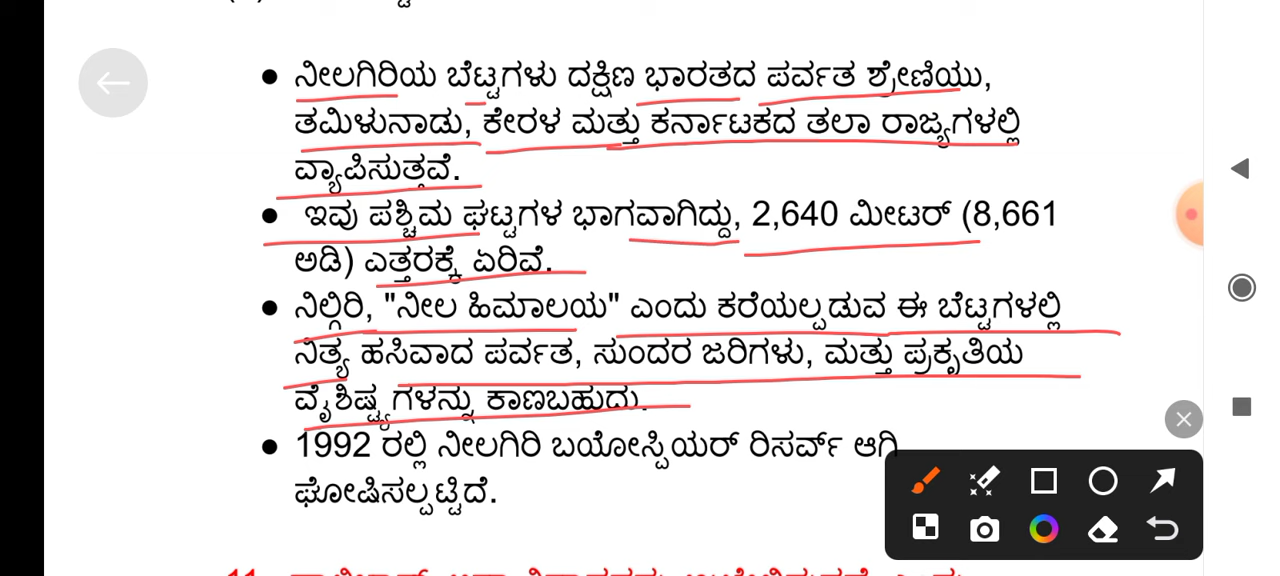 ● ನೀಲಗಿರಿಯ ಬೆಟ್ಟಗಳು ದಕ್ಷಿಣ ಭಾರತದ ಪರ್ವತ ಶ್ರೇಣಿಯು,
ತಮಿಳುನಾಡು, ಕೇರಳ ಮತ್ತು ಕರ್ನಾಟಕದ ತಲಾ ರಾಜ್ಯಗಳಲ್ಲಿ
ವ್ಯಾಪಿಸುತ್ತವೆ.
● ಇವು ಪಶ್ಚಿಮ ಘಟ್ಟಗಳ ಭಾಗವಾಗಿದ್ದು, 2,640 ಮೀಟರ್ (8,661
ಅಡಿ) ಎತ್ತರಕ್ಕೆ ಏರಿವೆ.
● ನಿಲ್ಗಿರಿ, "ನೀಲ ಹಿಮಾಲಯ" ಎಂದು ಕರೆಯಲ್ಪಡುವ ಈ ಬೆಟ್ಟಗಳಲ್ಲಿ
ನಿತ್ಯ ಹಸಿವಾದ ಪರ್ವತ, ಸುಂದರ ಜರಿಗಳು, ಮತ್ತು ಪ್ರಕೃತಿಯ
ವೈಶಿಷ್ಟ್ಯಗಳನ್ನು ಕಾಣಬಹುದು.
● 1992 ರಲ್ಲಿ ನೀಲಗಿರಿ ಬಯೋಸ್ಪಿಯರ್ ರಿಸರ್ವ್ ಆಗಿ
ಘೋಷಿಸಲ್ಪಟ್ಟಿದೆ.